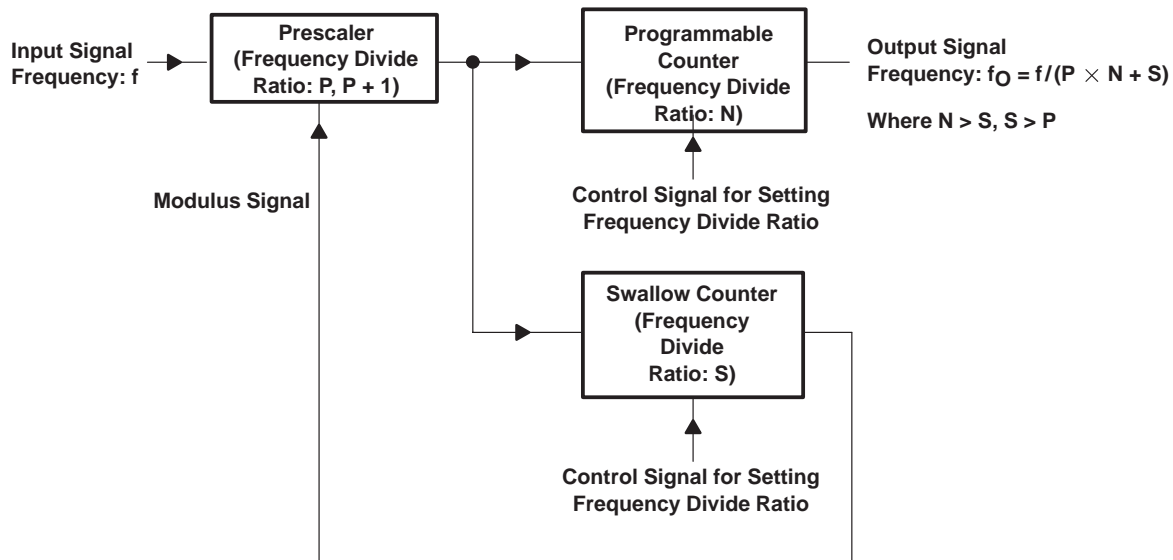 Input Signal
Frequency: f
Prescaler
(Frequency Divide
Ratio: P, P + 1)
Programmable
Counter
(Frequency Divide
Ratio: N)
Output Signal
Frequency: fO = f/(P × N + S)
Where N > S, S > P
Modulus Signal
Control Signal for Setting
Frequency Divide Ratio
Swallow Counter
(Frequency
Divide
Ratio: S)
Control Signal for Setting
Frequency Divide Ratio